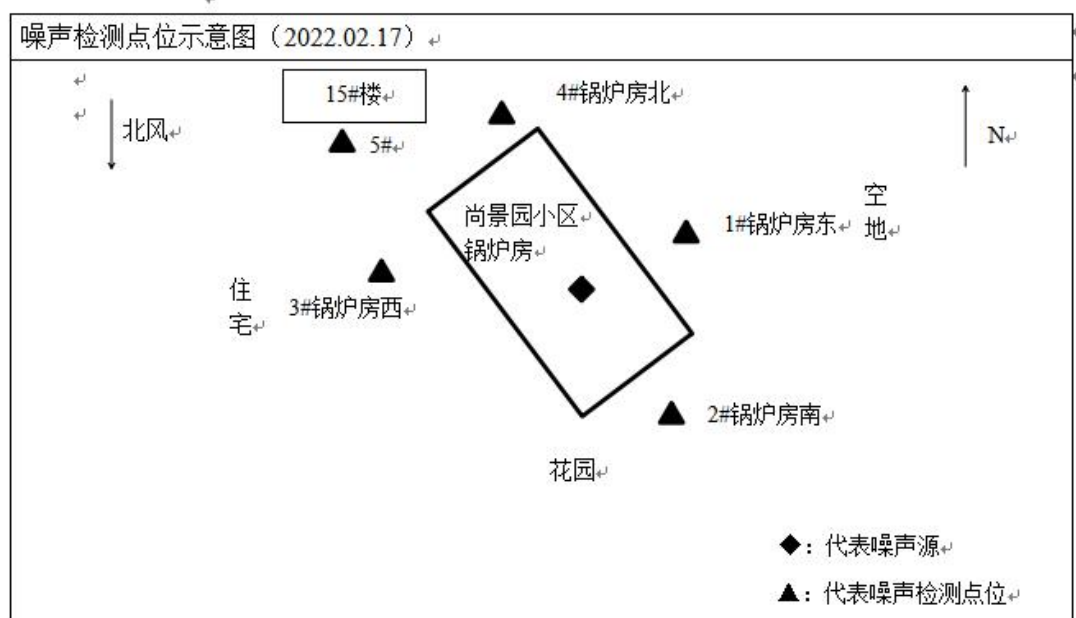 噪声检测点位示意图（2022.02.17）
15#楼
4#锅炉房北
北风
5#
N
空
地
尚景园小区
锅炉房
1#锅炉房东
住
宅
3#锅炉房西
2#锅炉房南
花园
◆：代表噪声源
▲：代表噪声检测点位